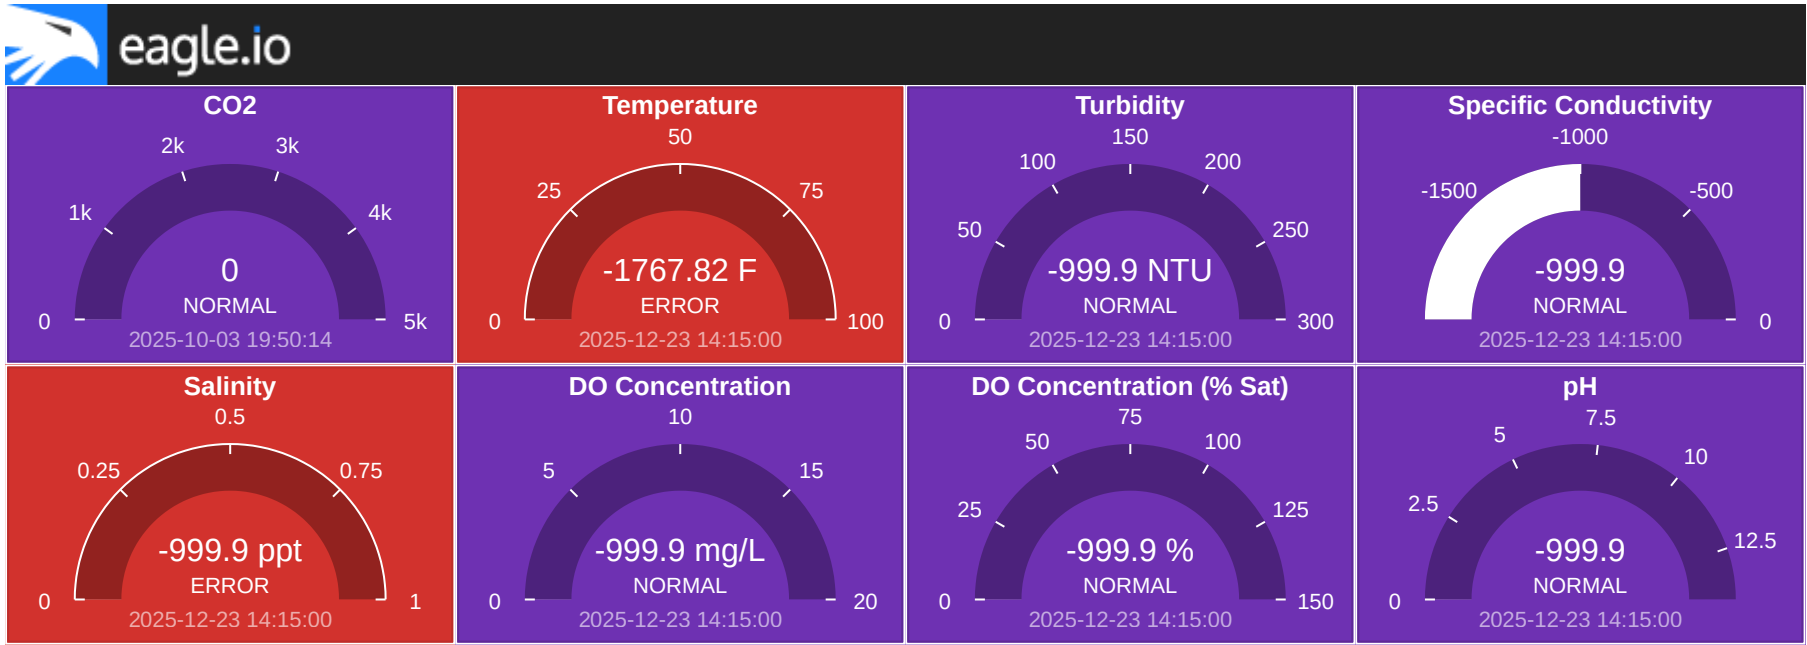 eagle.io
CO2
2k
3k
1k
4k
0
NORMAL
0
5k
2025-10-03 19:50:14
Temperature
50
25
75
-1767.82 F
ERROR
0
100
2025-12-23 14:15:00
Turbidity
150
100
200
50
250
-999.9 NTU
NORMAL
0
300
2025-12-23 14:15:00
Specific Conductivity
-1000
-1500
-500
-999.9
NORMAL
0
2025-12-23 14:15:00
Salinity
0.5
0.25
0.75
-999.9 ppt
ERROR
0
1
2025-12-23 14:15:00
DO Concentration
10
5
15
-999.9 mg/L
NORMAL
0
20
2025-12-23 14:15:00
DO Concentration (% Sat)
75
50
100
25
125
-999.9 %
NORMAL
0
150
2025-12-23 14:15:00
pH
7.5
5
10
2.5
12.5
-999.9
NORMAL
0
2025-12-23 14:15:00